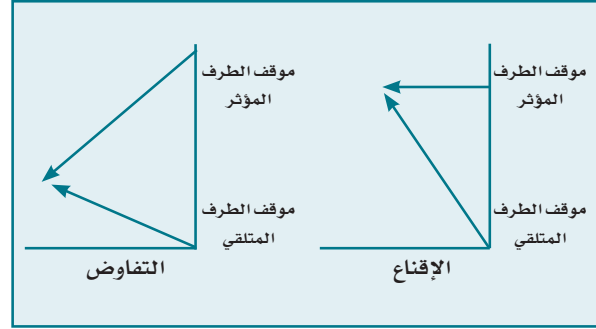 موقف الطرف
المؤثر
موقف الطرف
المتلقي
الإقناع
موقف الطرف
المؤثر
موقف الطرف
المتلقي
التفاوض